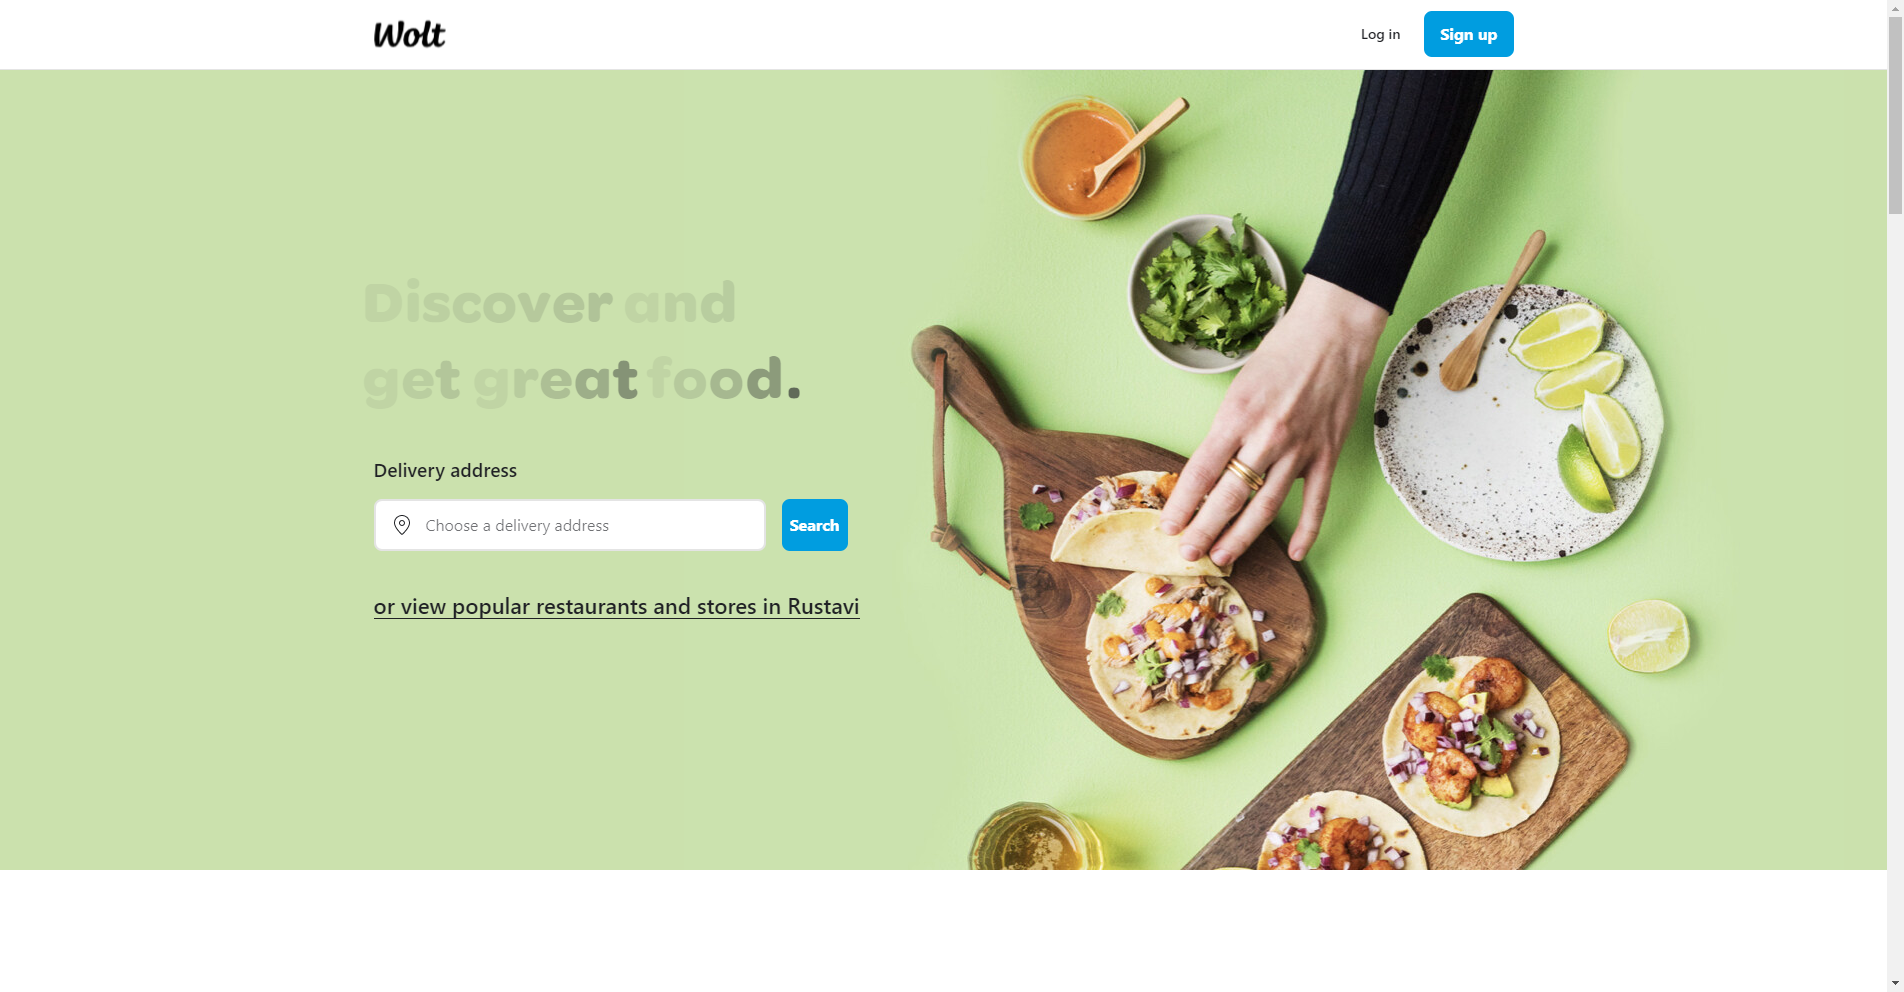 Wolt
Log in
Sign up
Discover and
get great food.
Delivery address
Choose a delivery address
Search
or view popular restaurants and stores in Rustavi